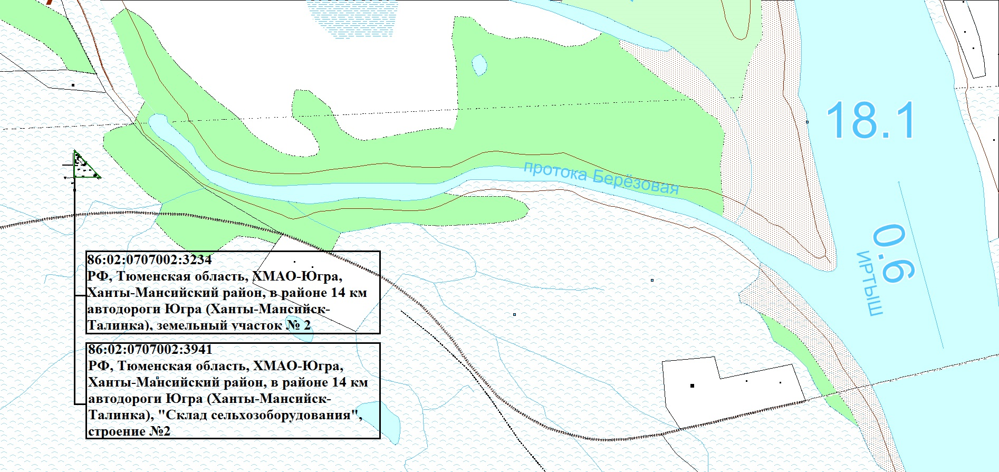 18.1
протока Берёзовая
0.6
ИРТЫШ
86:02:0707002:3234
РФ, Тюменская область, ХМАО-Югра,
Ханты-Мансийский район, в районе 14 км
автодороги Югра (Ханты-Мансийск-
Талинка), земельный участок № 2
86:02:0707002:3941
РФ, Тюменская область, ХМАО-Югра,
Ханты-Мансийский район, в районе 14 км
автодороги Югра (Ханты-Мансийск-
Талинка), "Склад сельхозоборудования",
строение №2